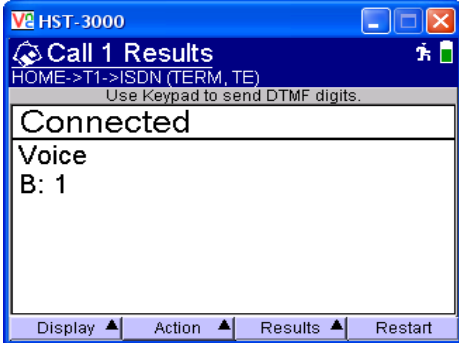 HST-3000
Call 1 Results
HOME->T1->ISDN (TERM, TE)
Use Keypad to send DTMF digits.
Connected
Voice
B: 1
Display Action Results Restart